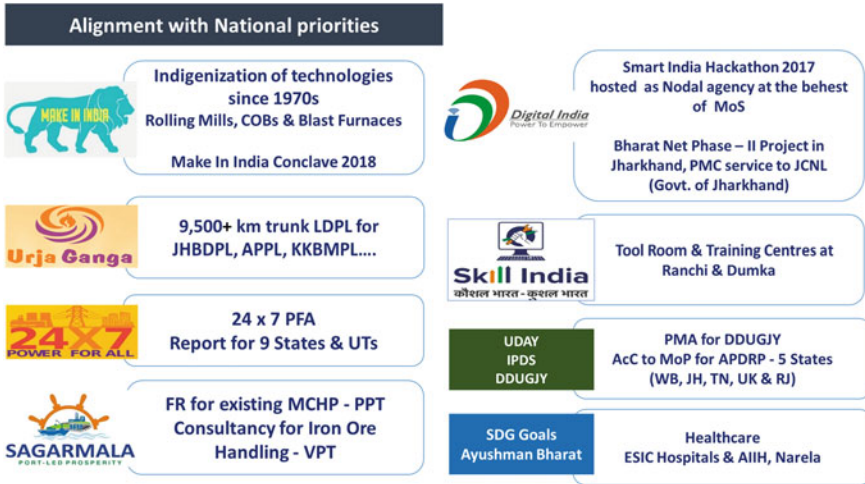 Alignment with National priorities
MAKE IN INDIA
Indigenization of technologies
since 1970s
Rolling Mills, COBs & Blast Furnaces
Make In India Conclave 2018
Urja Ganga
9,500+ km trunk LDPL for
JHBDPL, APPL, KKBMPL....
24X7
POWER FOR ALL
24 x 7 PFA
Report for 9 States & UTs
SAGARMALA
PORT-LED PROSPERITY
FR for existing MCHP - PPT
Consultancy for Iron Ore
Handling - VPT
Digital India
Power To Empower
Smart India Hackathon 2017
hosted as Nodal agency at the behest
of MoS
Bharat Net Phase – II Project in
Jharkhand, PMC service to JCNL
(Govt. of Jharkhand)
Skill India
कौशल भारत - कुशल भारत
Tool Room & Training Centres at
Ranchi & Dumka
UDAY
IPDS
DDUGJY
PMA for DDUGJY
AcC to MoP for APDRP - 5 States
(WB, JH, TN, UK & RJ)
SDG Goals
Ayushman Bharat
Healthcare
ESIC Hospitals & AIIH, Narela